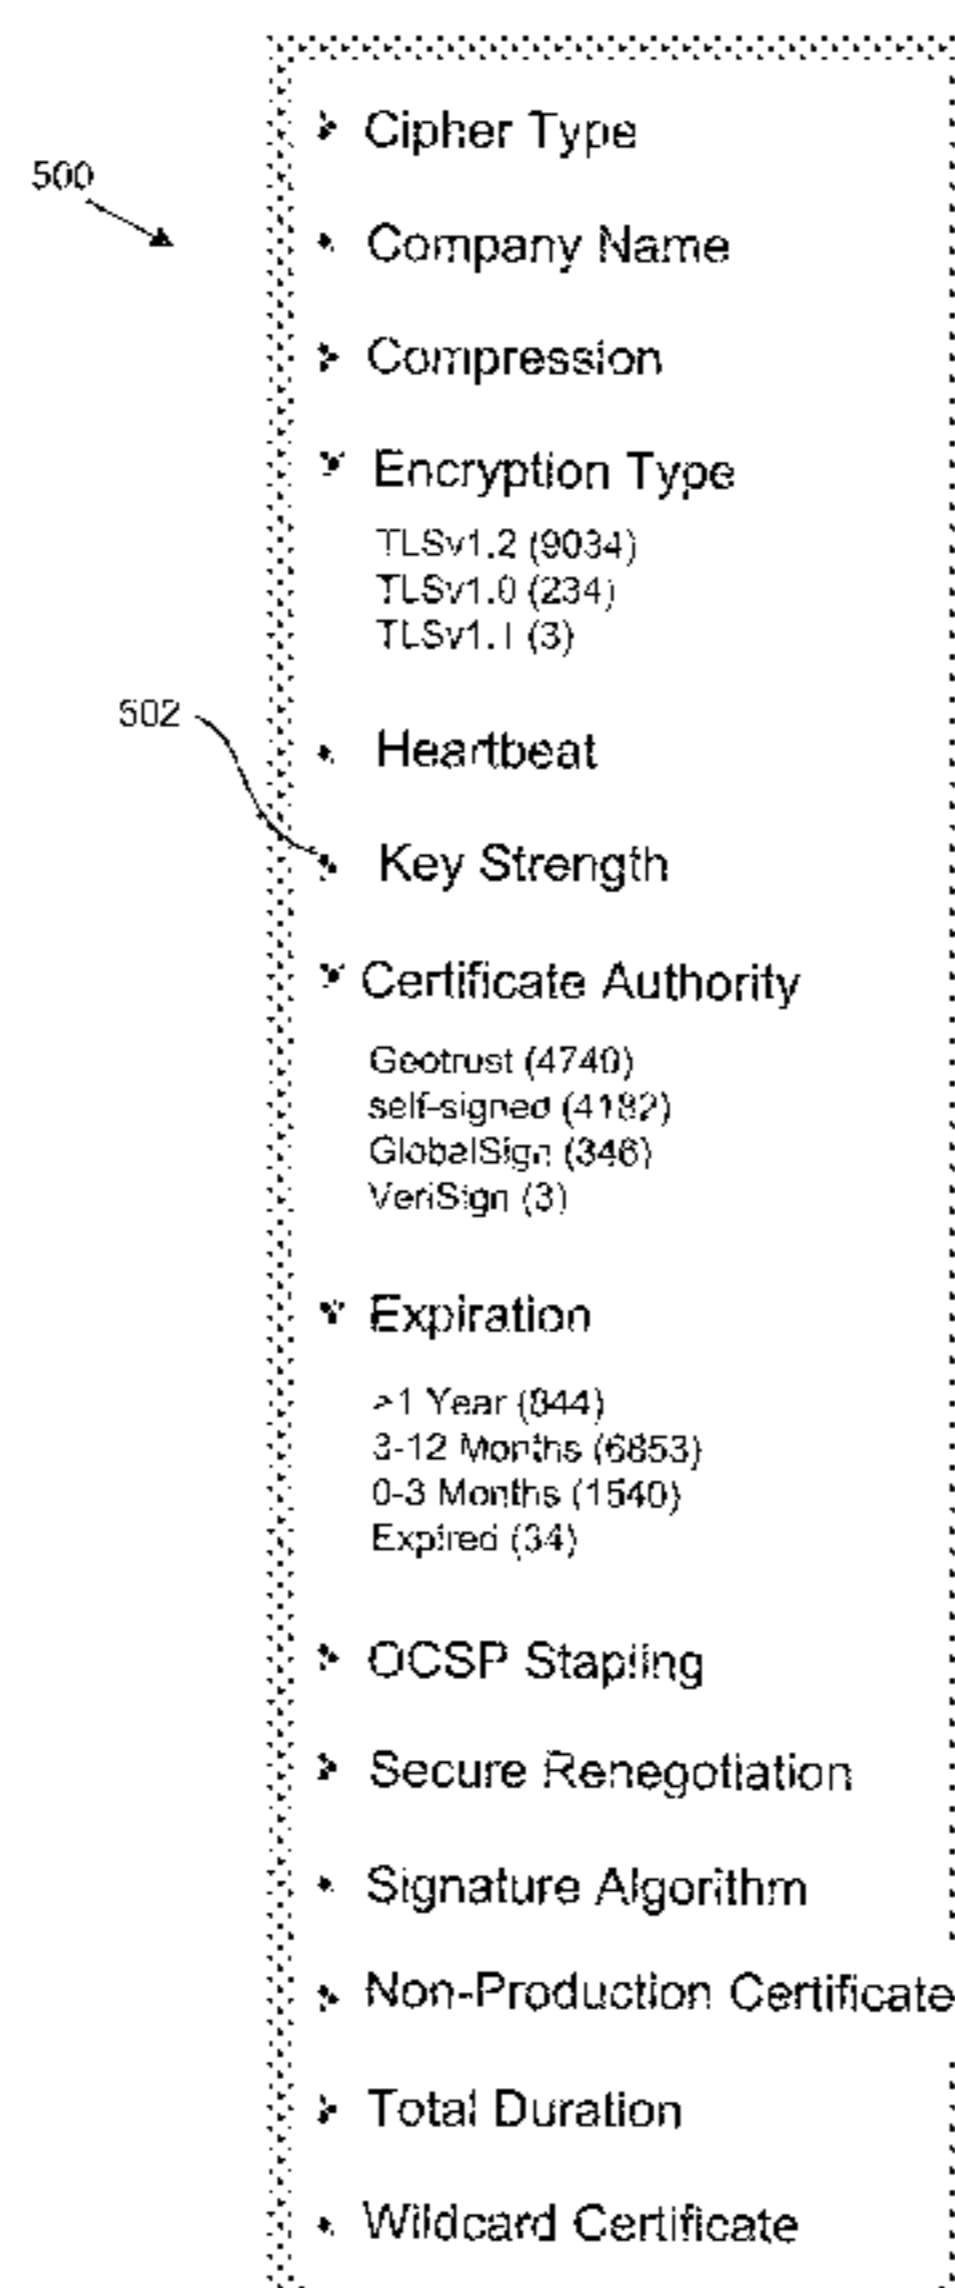 500
Cipher Type
Company Name
Compression
Encryption Type
TLSv1.2 (9034)
TLSv1.0 (234)
TLSv1.1 (3)
502
Heartbeat
Key Strength
Certificate Authority
Geotrust (4740)
self-signed (4182)
GlobalSign (346)
VeriSign (3)
Expiration
>1 Year (844)
3-12 Months (6853)
0-3 Months (1540)
Expired (34)
OCSP Stapling
Secure Renegotiation
Signature Algorithm
Non-Production Certificate
Total Duration
Wildcard Certificate